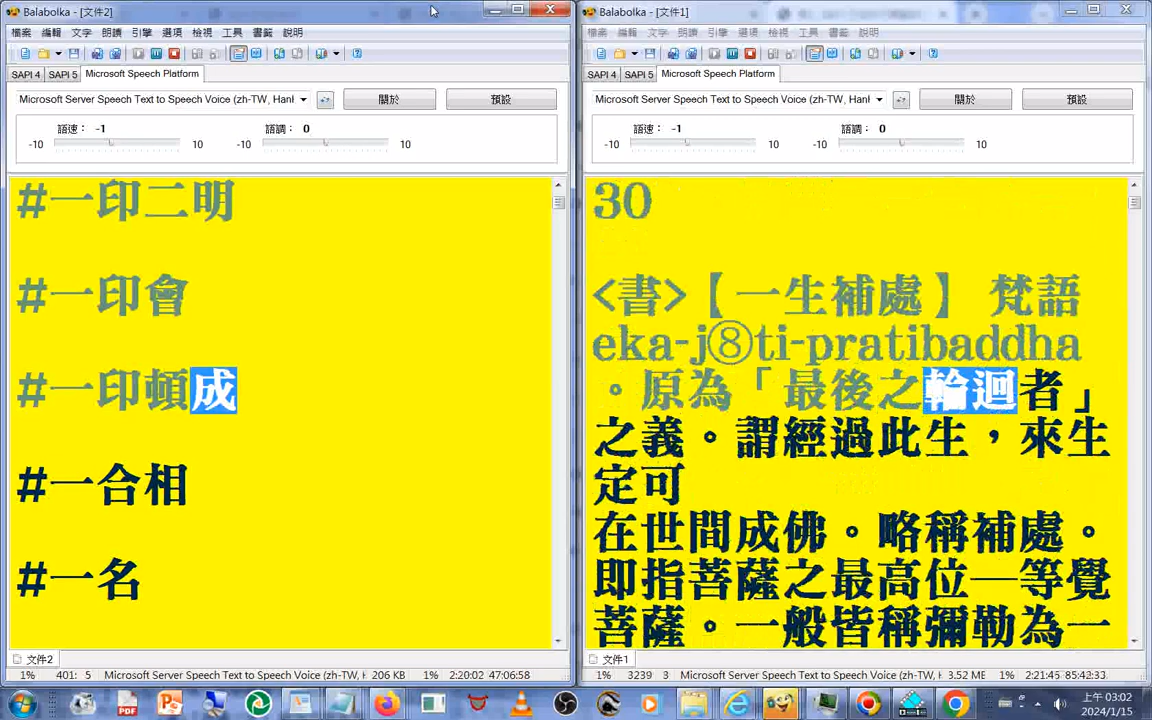 Balabolka - [文件2]
檔案 編輯 文字 朗讀 引擎 選項 檢視 工具 書籤 說明
SAPI 4 SAPI 5 Microsoft Speech Platform
Microsoft Server Speech Text to Speech Voice (zh-TW, Hanl
關於
預設
語速： -1
語調： 0
-10 10 -10 10
#一印二明
#一印會
#一印頓成
#一合相
#一名
文件2
1% 401: 5 Microsoft Server Speech Text to Speech Voice (zh-TW, H 206 KB 1% 2:20:02 47:06:58
Balabolka - [文件1]
檔案 編輯 文字 朗讀 引擎 選項 檢視 工具 書籤 說明
SAPI 4 SAPI 5 Microsoft Speech Platform
Microsoft Server Speech Text to Speech Voice (zh-TW, Hanl
關於
預設
語速： -1
語調： 0
-10 10 -10 10
30
<書>【一生補處】 梵語
eka-j⑧ti-pratibaddha
。原為「最後之輪迴者」
之義。謂經過此生，來生
定可
在世間成佛。略稱補處。
即指菩薩之最高位─等覺
菩薩。一般皆稱彌勒為一
文件1
1% 3239 3 Microsoft Server Speech Text to Speech Voice (zh-TW, H 3.52 MB 1% 2:21:45 85:42:33
PDF
上午 03:02
2024/1/15